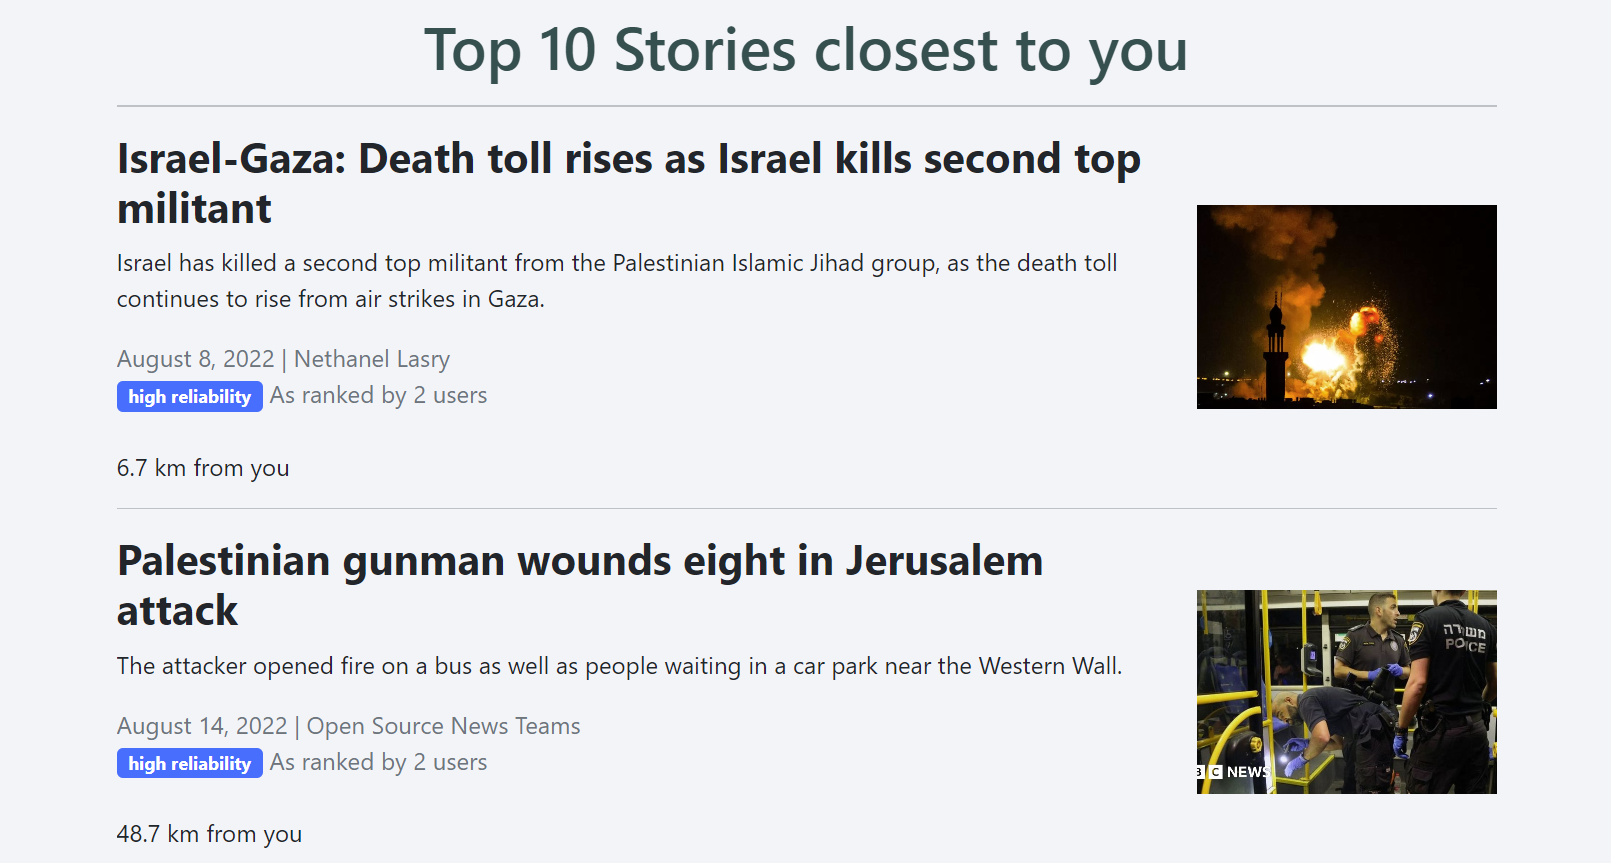 Top 10 Stories closest to you
Israel-Gaza: Death toll rises as Israel kills second top
militant
Israel has killed a second top militant from the Palestinian Islamic Jihad group, as the death toll
continues to rise from air strikes in Gaza.
August 8, 2022 | Nethanel Lasry
high reliability As ranked by 2 users
6.7 km from you
Palestinian gunman wounds eight in Jerusalem
attack
The attacker opened fire on a bus as well as people waiting in a car park near the Western Wall.
August 14, 2022 | Open Source News Teams
high reliability As ranked by 2 users
48.7 km from you
משטרה
POLICE
B C NEWS